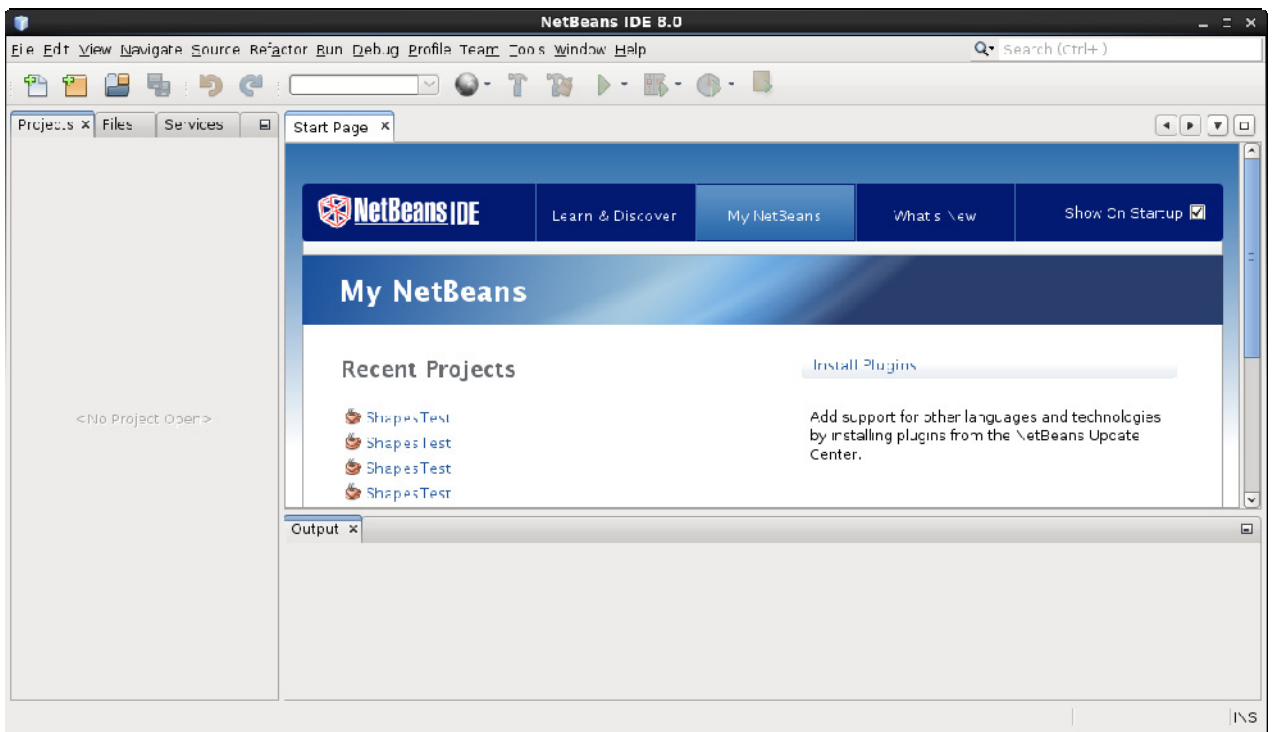 NetBeans IDE 8.0
File Edit View Navigate Source Refactor Run Debug Profile Team Tools Window Help
Search (Ctrl+I)
Projects Files Services
Start Page
NetBeans IDE
Learn & Discover
My NetBeans
What's New
Show On Startup
My NetBeans
Recent Projects
ShapesTest
ShapesTest
ShapesTest
ShapesTest
Install Plugins
Add support for other languages and technologies
by installing plugins from the NetBeans Update
Center.
<No Project Open>
Output
INS